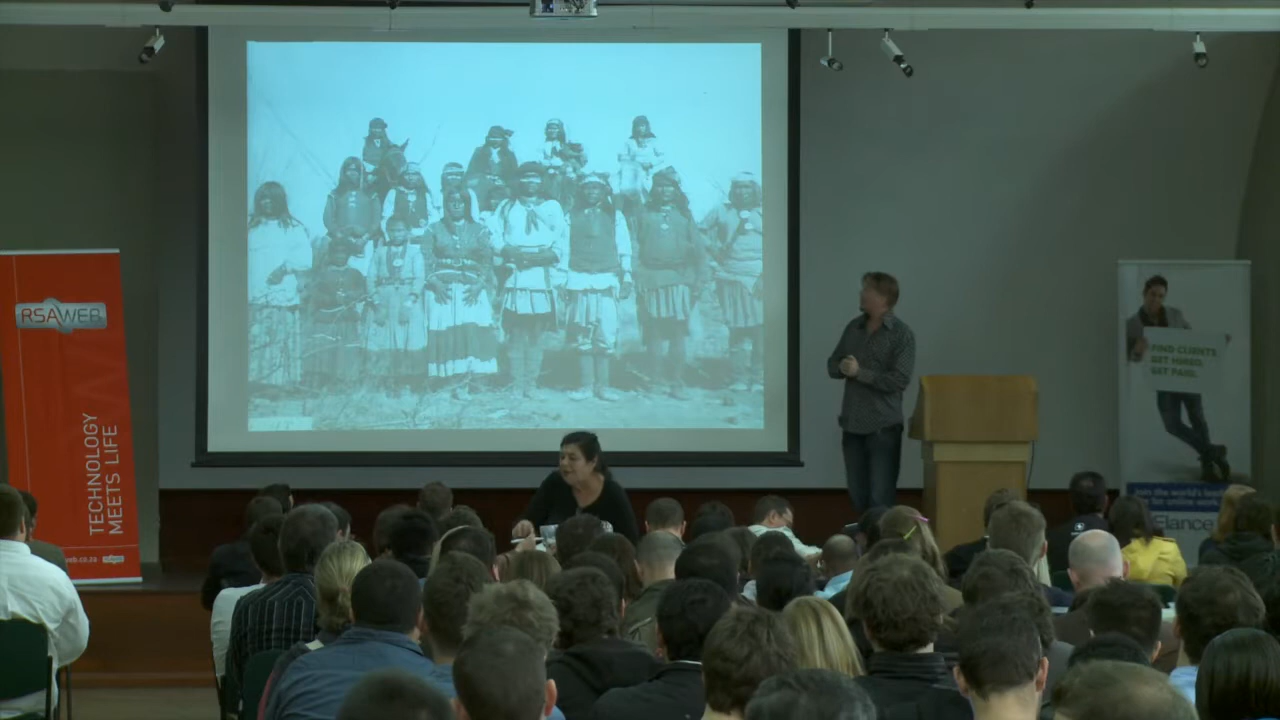 RSAWEB
TECHNOLOGY
MEETS LIFE
FIND CLIENTS.
GET HIRED.
GET PAID.
Elance